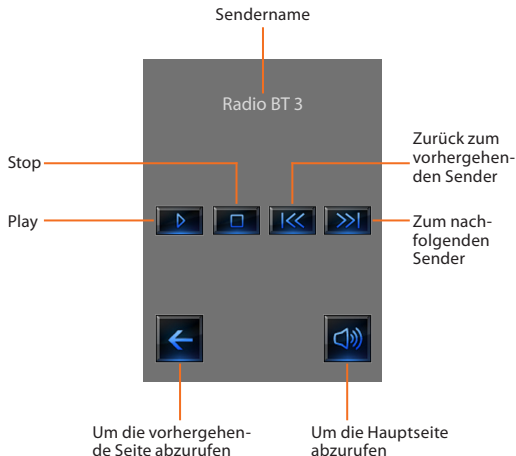 Sendername
Radio BT 3
Stop
Zurück zum
vorhergehen-
den Sender
Play
Zum nach-
folgenden
Sender
Um die vorhergehen-
de Seite abzurufen
Um die Hauptseite
abzurufen